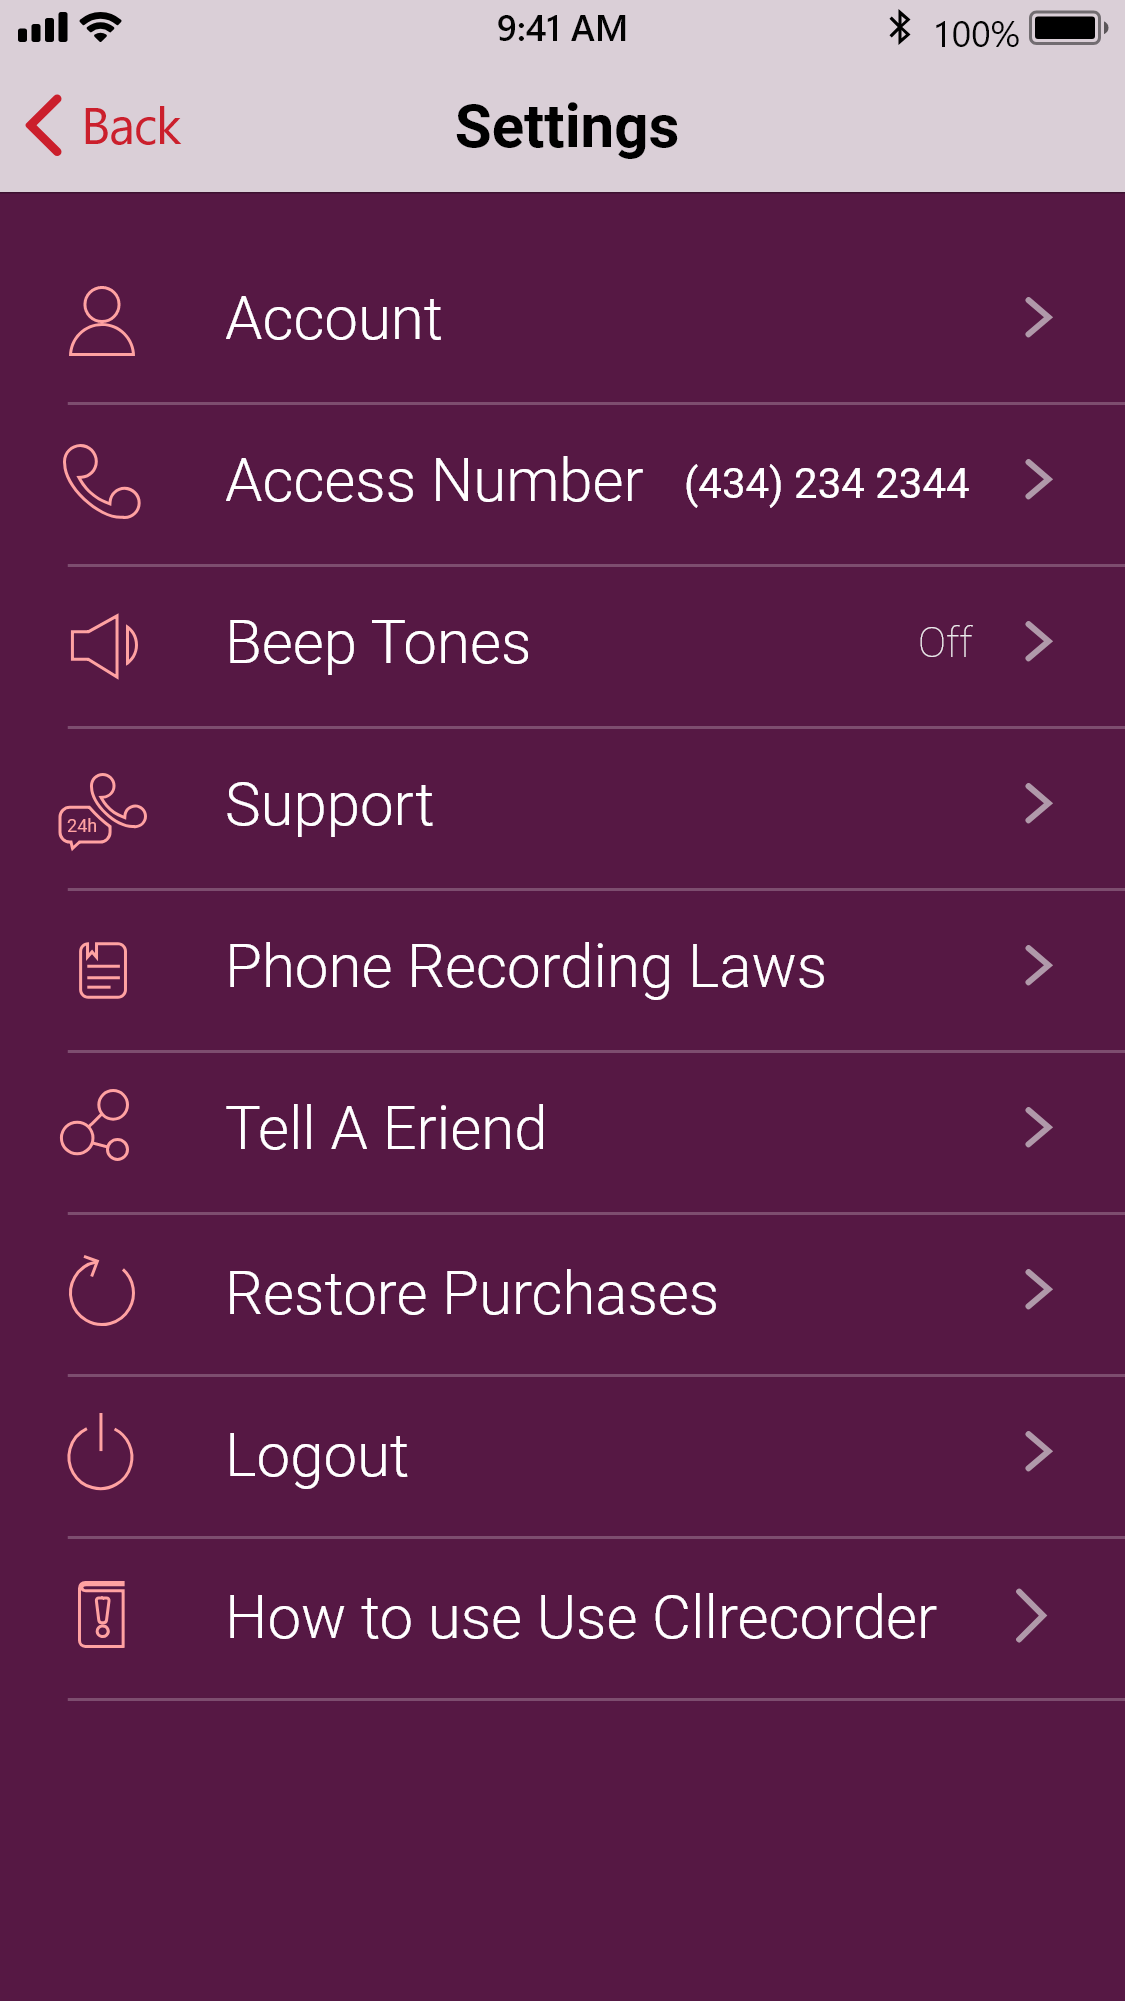 9:41 AM 100%
Back Settings
Account
Access Number (434) 234 2344
Beep Tones Off
24h Support
Phone Recording Laws
Tell A Eriend
Restore Purchases
Logout
How to use Use Cllrecorder